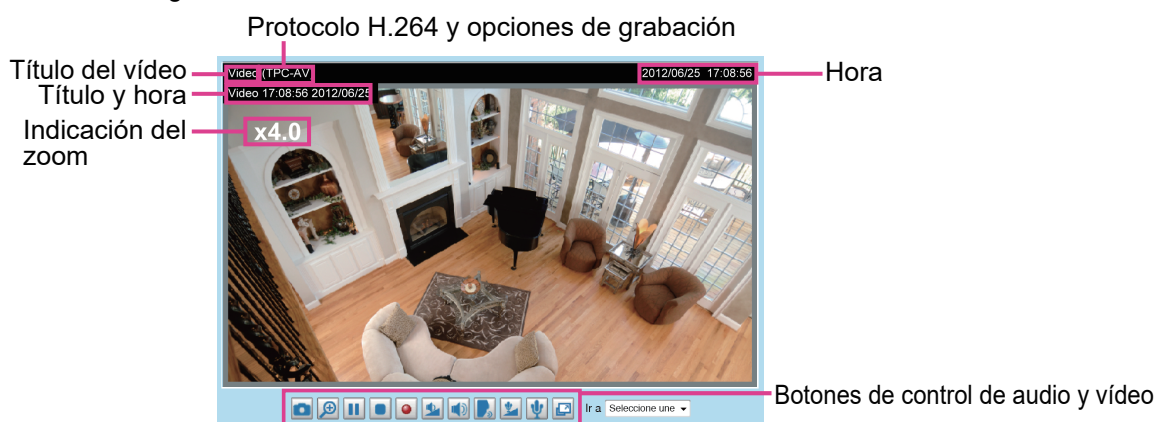 Protocolo H.264 y opciones de grabación
Título del vídeo
Video (TPC-AV)
2012/06/25 17:08:56
Hora
Título y hora
Video 17:08:56 2012/06/25
Indicación del
zoom
x4.0
Botones de control de audio y vídeo
Ir a
Seleccione une